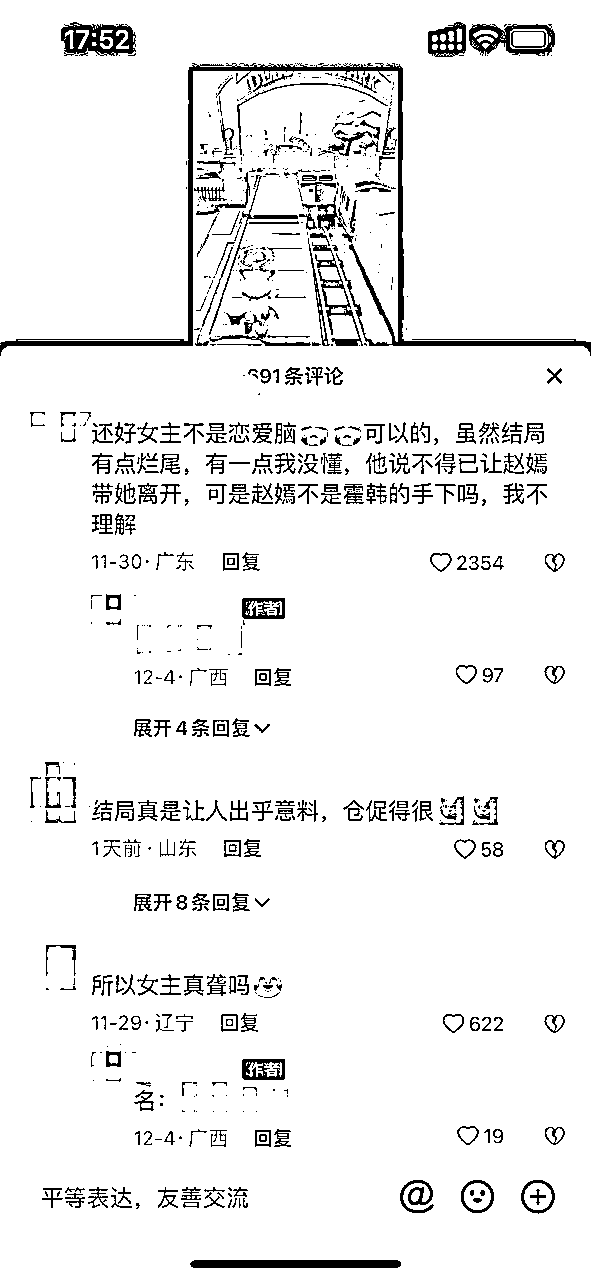 17:52
691条评论
还好女主不是恋爱脑可以的，虽然结局
有点烂尾，有一点我没懂，他说不得已让赵嫣
带她离开，可是赵嫣不是霍韩的手下吗，我不
理解
11-30·广东 回复 2354
作者
12-4·广西 回复 97
展开4条回复
结局真是让人出乎意料，仓促得很
1天前·山东 回复 58
展开8条回复
所以女主真聋吗
11-29·辽宁 回复 622
作者
名：
12-4·广西 回复 19
平等表达，友善交流 @